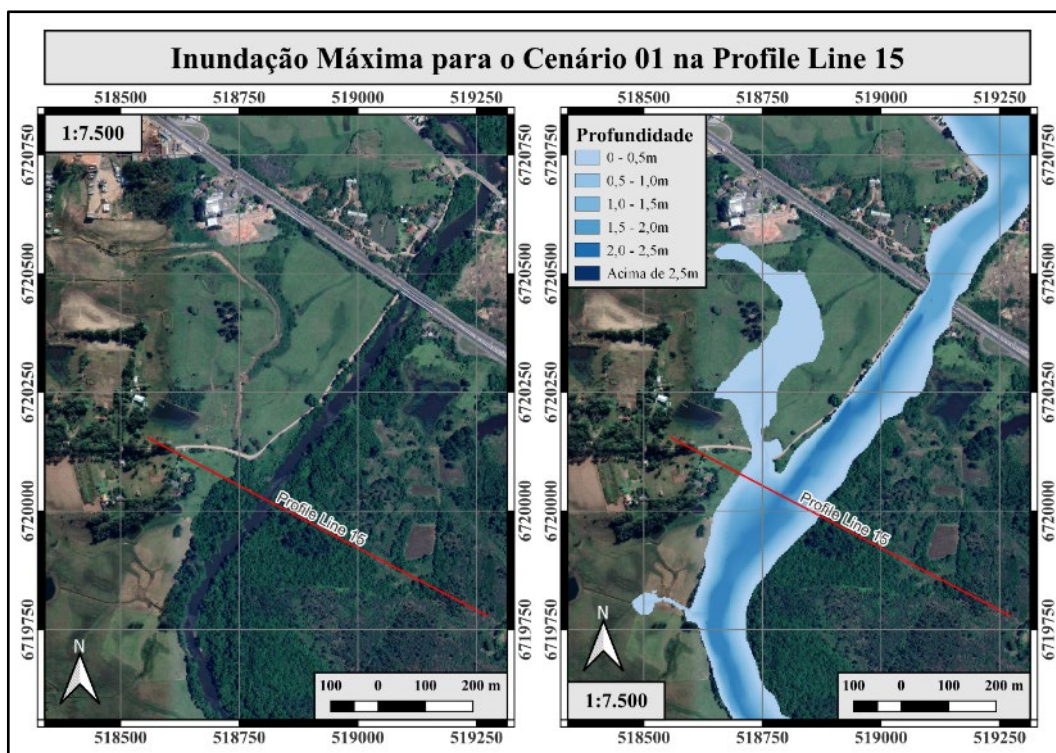 Inundação Máxima para o Cenário 01 na Profile Line 15
518500 518750 519000 519250
518500 518750 519000 519250
1:7.500
6720750
6720500
6720250
6720000
6719750
Profile Line 15
N
100 0 100 200 m
518500 518750 519000 519250
Profundidade
0 - 0,5m
0,5 - 1,0m
1,0 - 1,5m
1,5 - 2,0m
2,0 - 2,5m
Acima de 2,5m
6720750
6720500
6720250
6720000
6719750
Profile Line 15
N
1:7.500
100 0 100 200 m
6720750
6720500
6720250
6720000
6719750
518500 518750 519000 519250